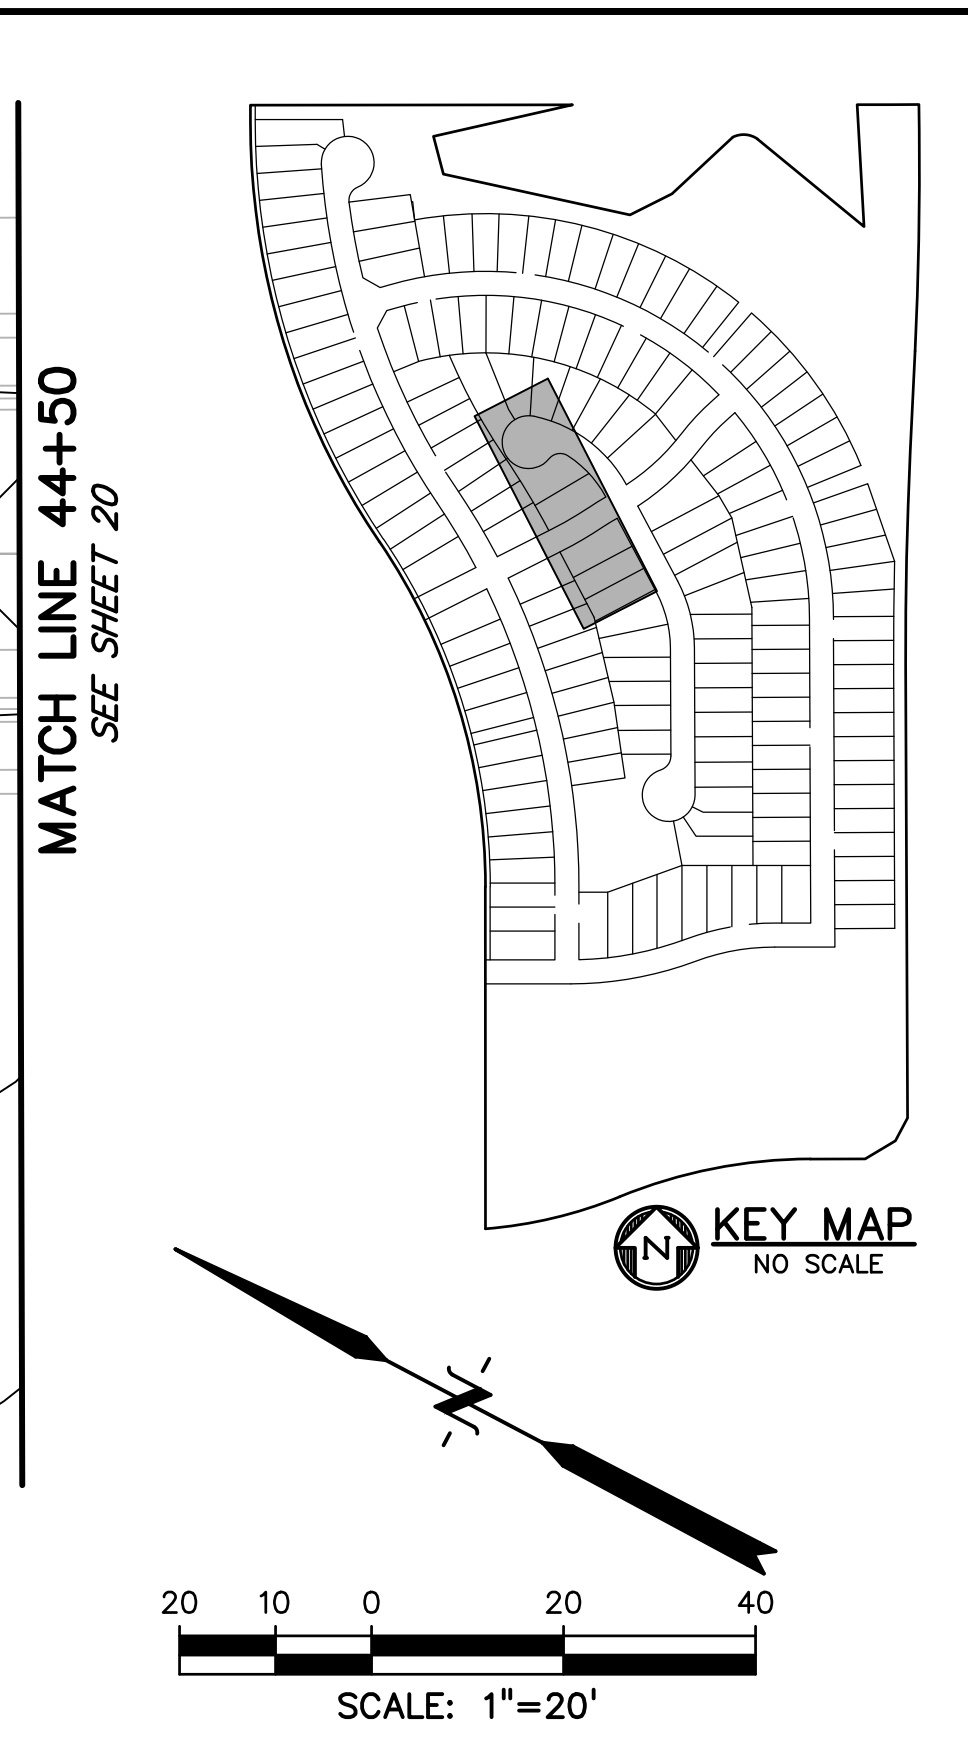 MATCH LINE 44+50
SEE SHEET 20
N
KEY MAP
NO SCALE
20 10 0 20 40
SCALE: 1"=20'